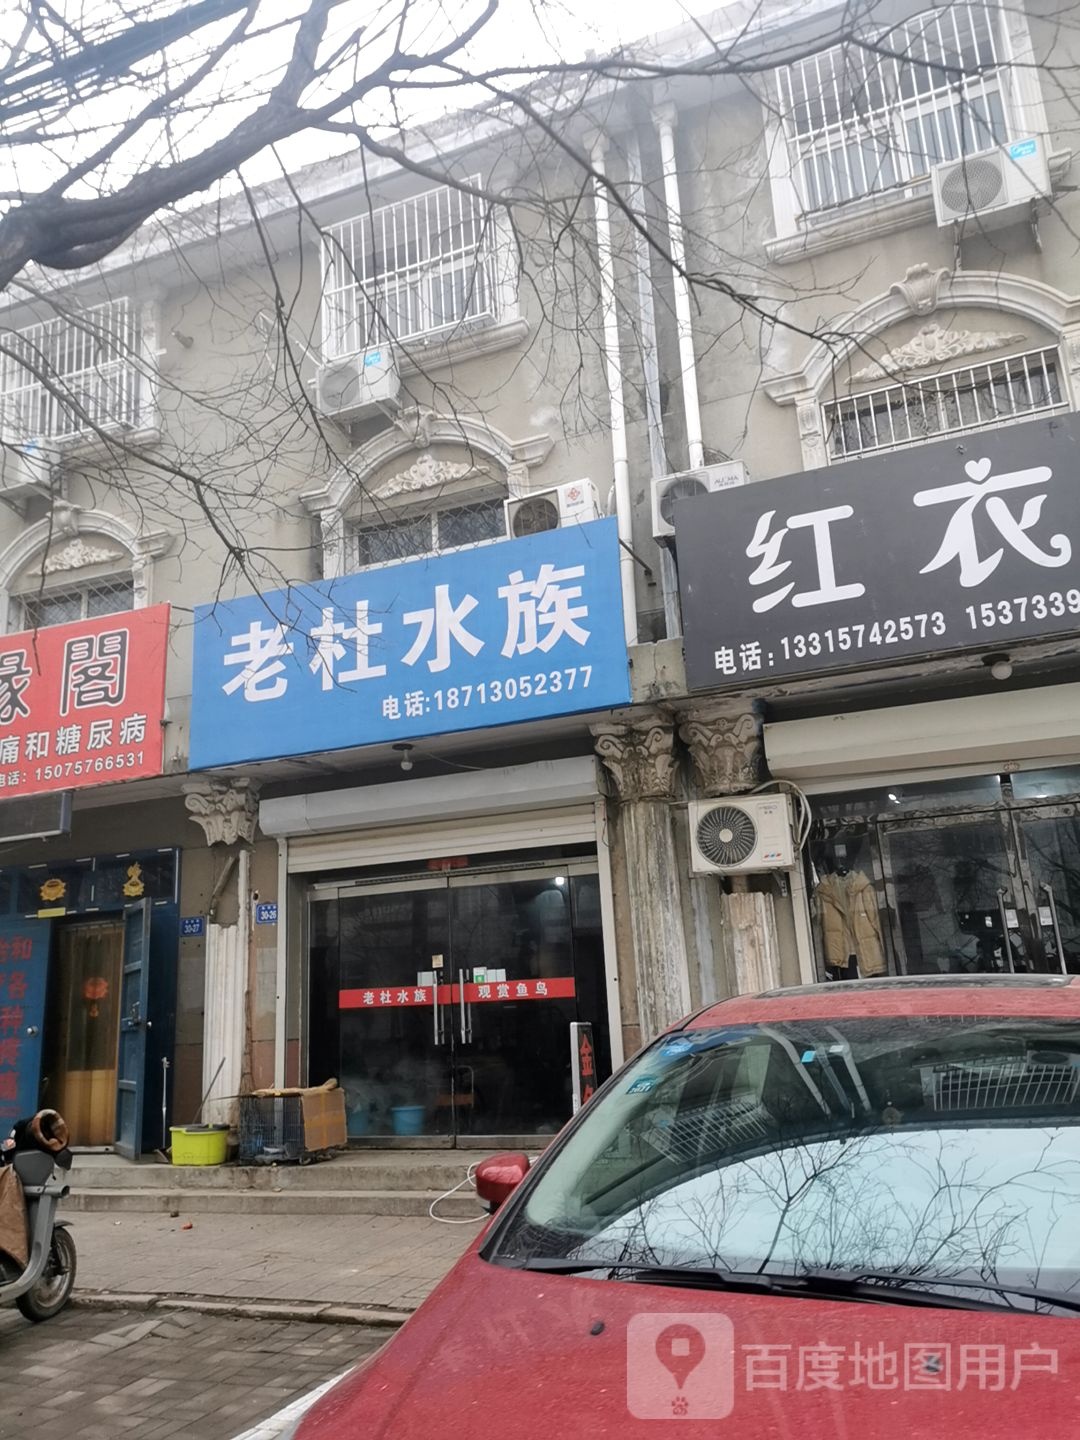 閣
痛和糖尿病
电话：15075766531
老杜水族
电话:18713052377
红衣
电话:13315742573 1537339
30-27
30-26
老杜水族
观赏鱼鸟
AUCMA
百度地图用户